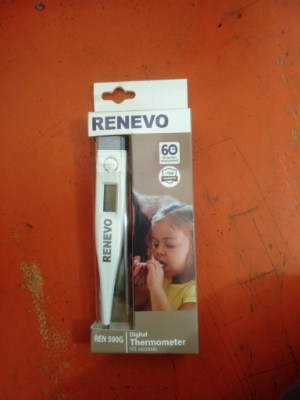 RENEVO
60
RENEVO
REN 500G
Digital
Thermometer
60 seconds